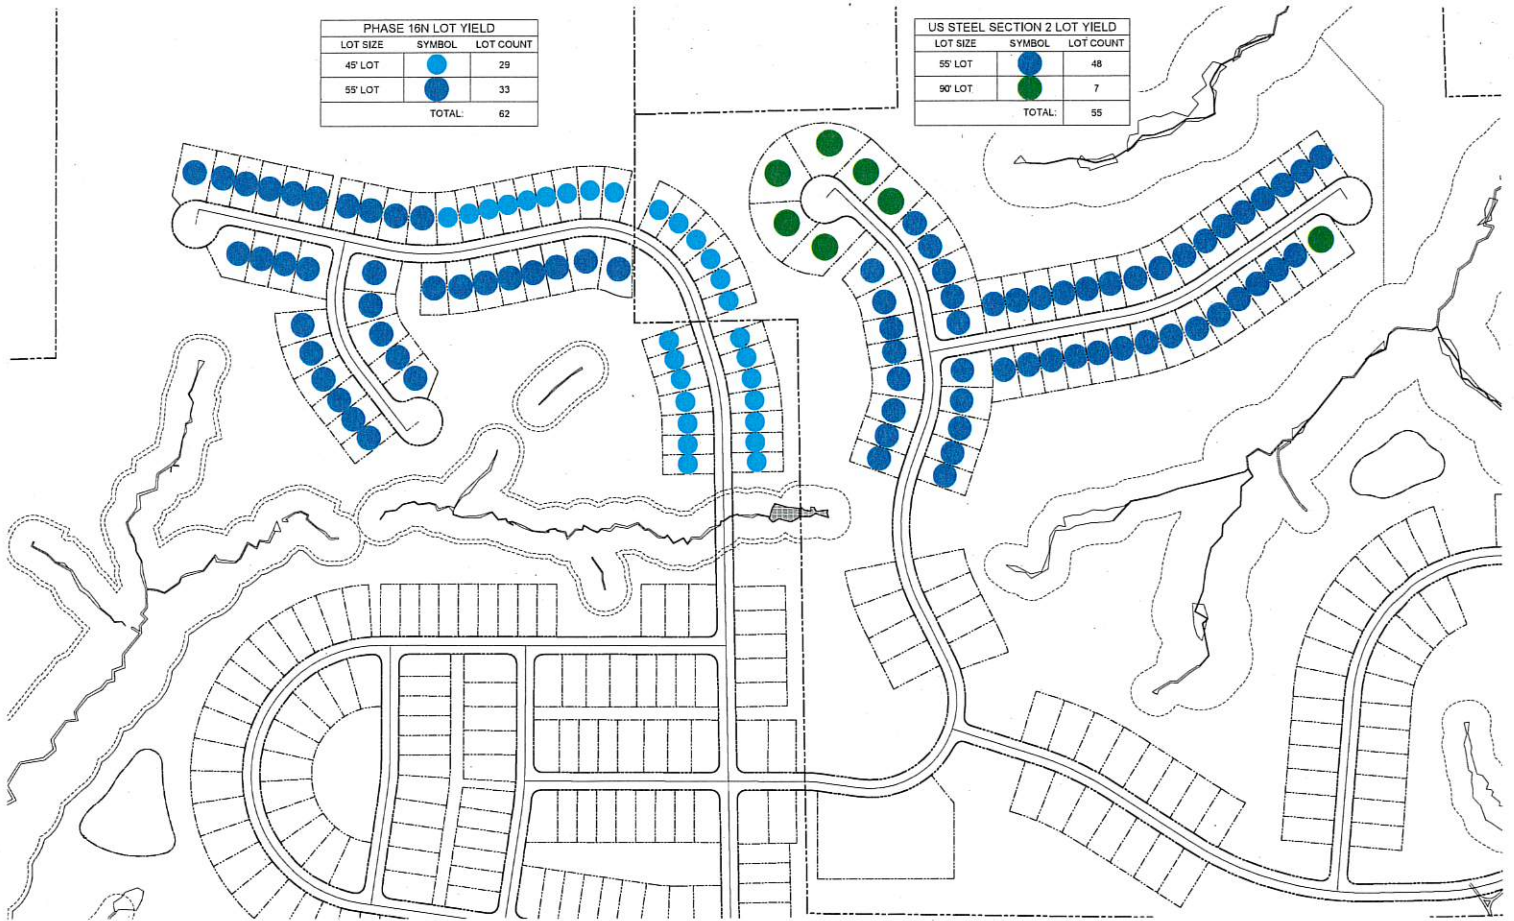 PHASE 16N LOT YIELD
LOT SIZE SYMBOL LOT COUNT
45' LOT 29
55' LOT 33
TOTAL: 62
US STEEL SECTION 2 LOT YIELD
LOT SIZE SYMBOL LOT COUNT
55' LOT 48
90' LOT 7
TOTAL: 55